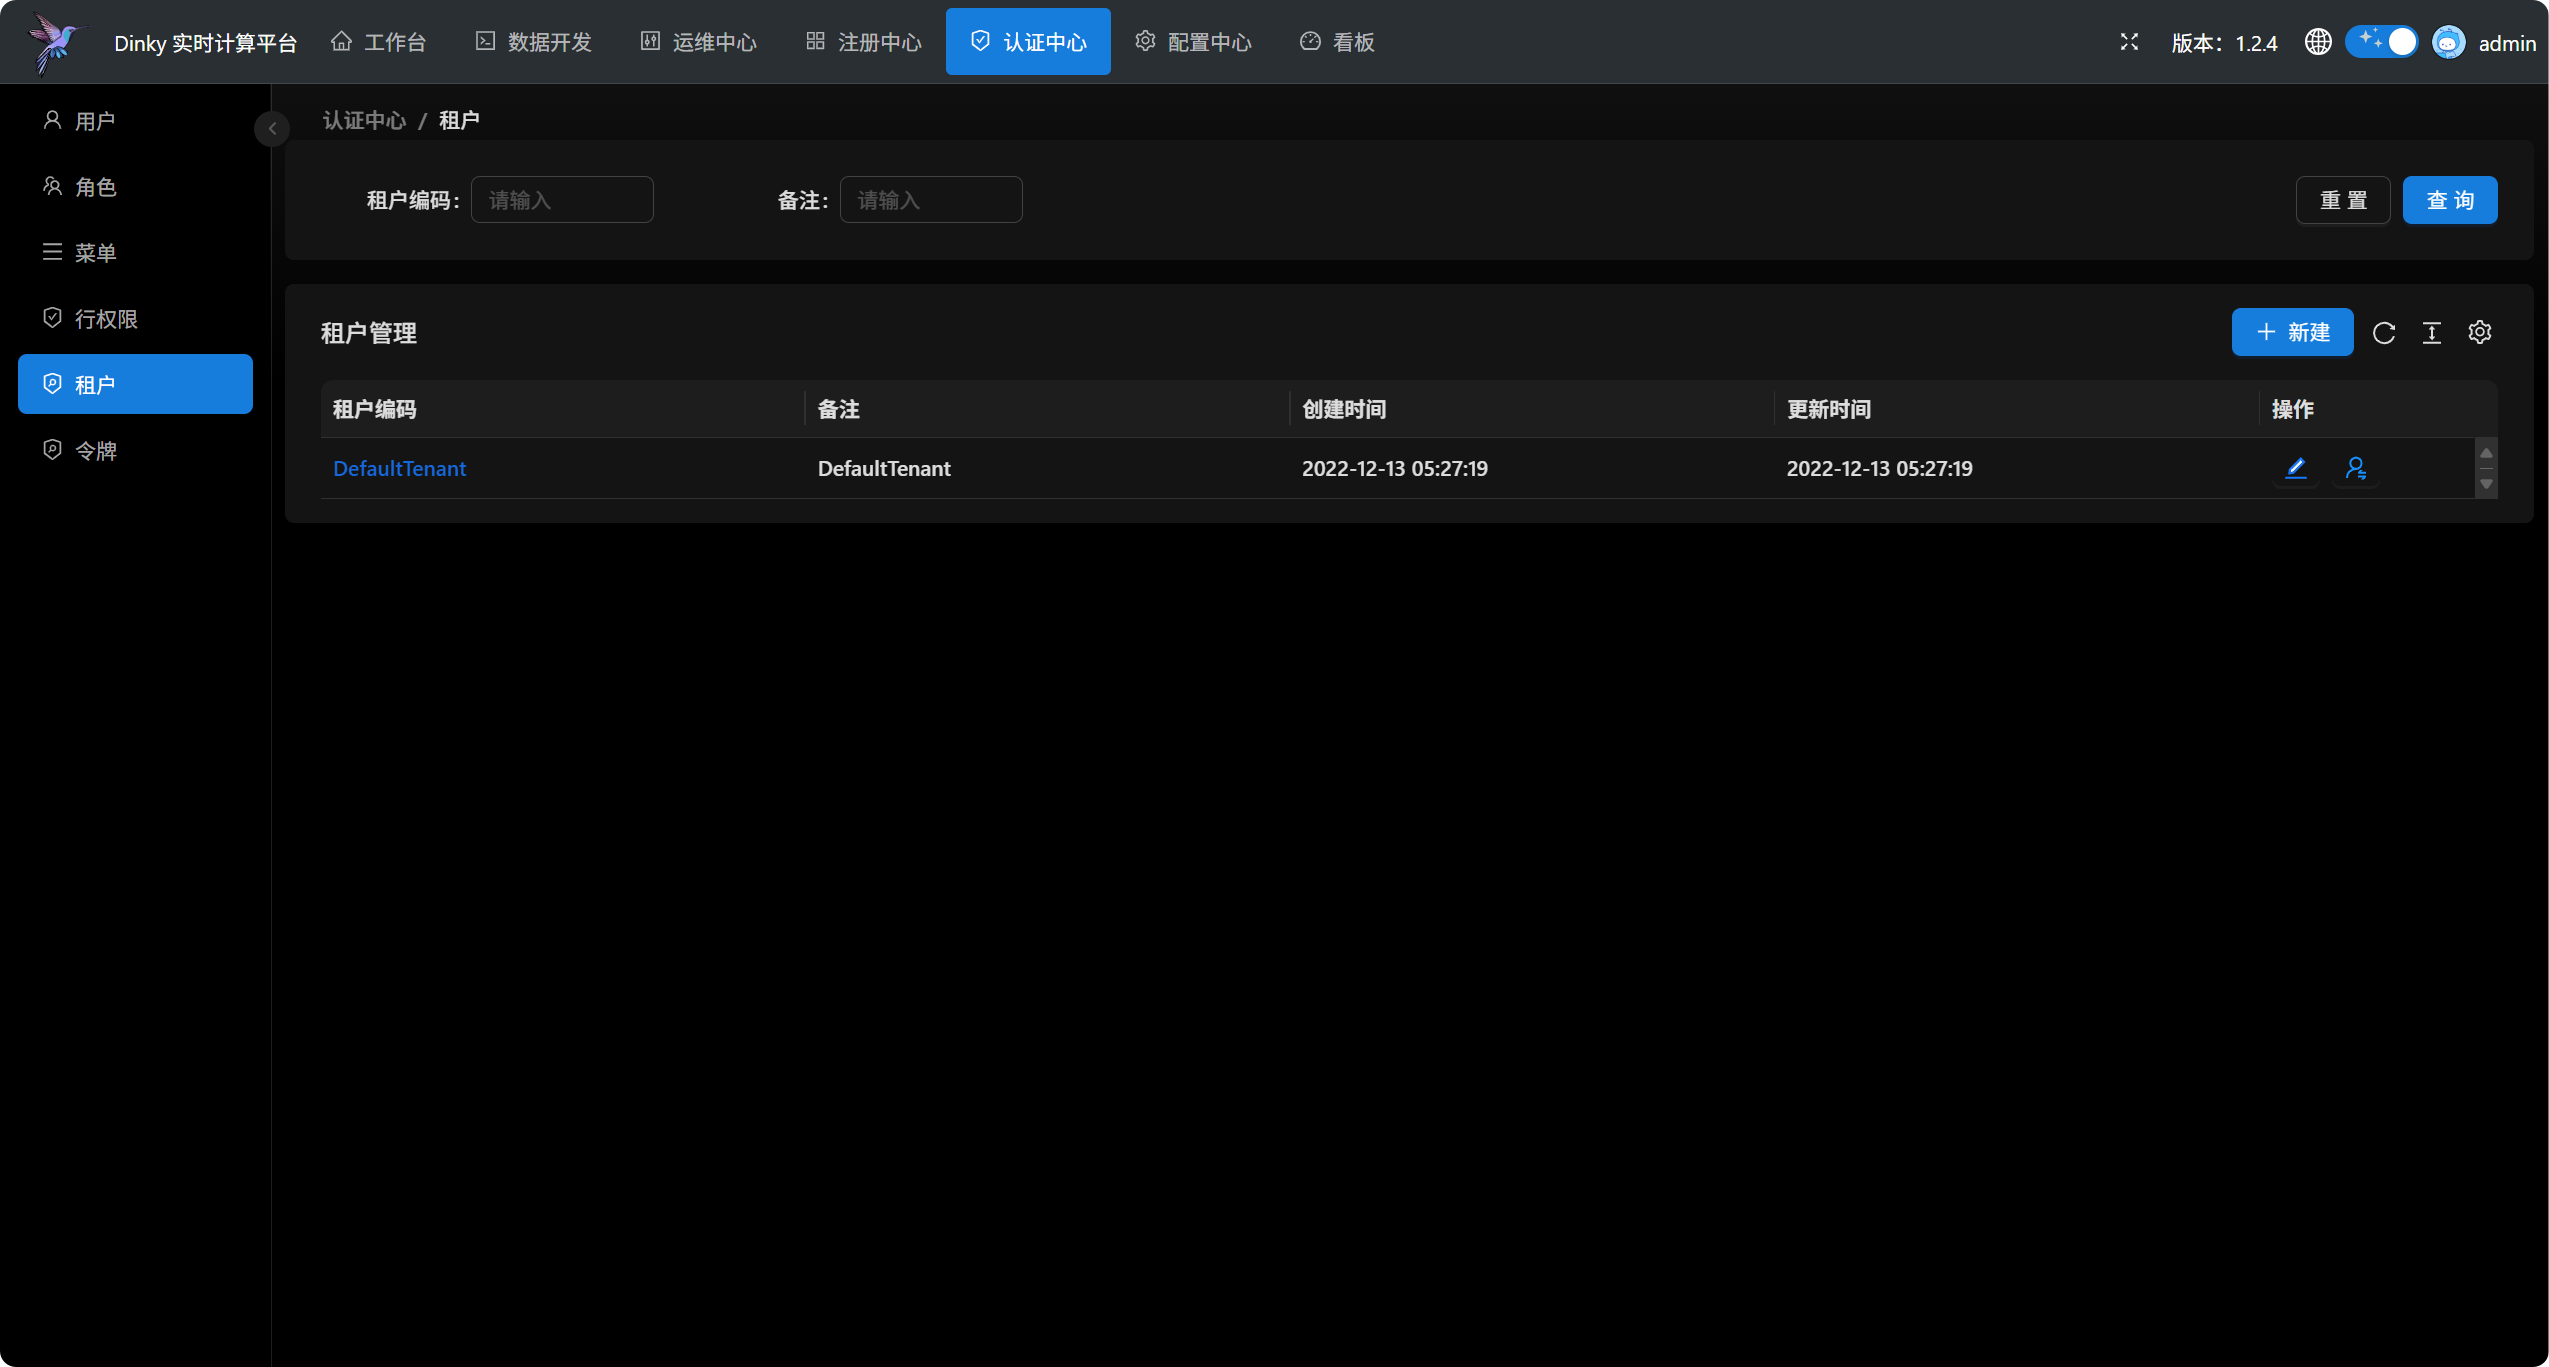 Dinky 实时计算平台 工作台 数据开发 运维中心 注册中心 认证中心 配置中心 看板 版本：1.2.4 admin
用户
角色
菜单
行权限
租户
令牌
认证中心 / 租户
租户编码： 请输入 备注： 请输入 重 置 查 询
租户管理 新建
租户编码 备注 创建时间 更新时间 操作
DefaultTenant DefaultTenant 2022-12-13 05:27:19 2022-12-13 05:27:19